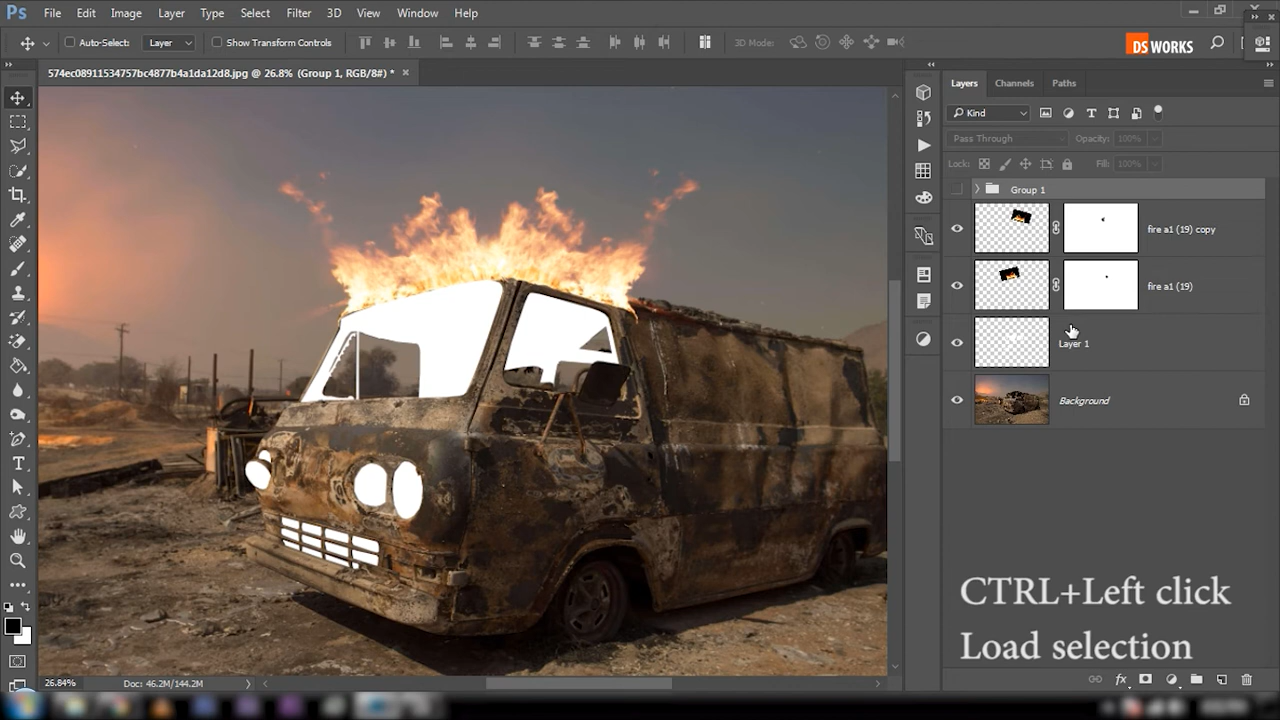 Ps File Edit Image Layer Type Select Filter 3D View Window Help
Auto-Select: Layer Show Transform Controls 3D Mode: DS WORKS
574ec08911534757bc4877b4a1da12d8.jpg @ 26.8% (Group 1, RGB/8#) * ×
Layers Channels Paths
Kind
Pass Through Opacity: 100%
Lock: Fill: 100%
Group 1
fire a1 (19) copy
fire a1 (19)
Layer 1
Background
CTRL+Left click
Load selection
26.84% Doc: 46.2M/144.2M